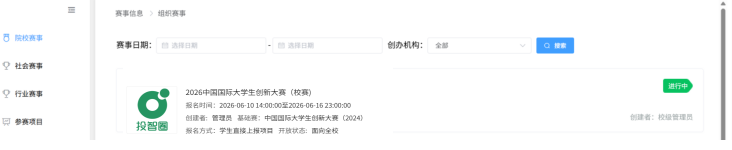 赛事信息 > 组织赛事
院校赛事
社会赛事
行业赛事
参赛项目
赛事日期： 选择日期 - 选择日期 创办机构： 全部 搜索
进行中
2026中国国际大学生创新大赛（校赛）
报名时间：2026-06-10 14:00:00至2026-06-16 23:00:00
创建者：管理员 基础赛：中国国际大学生创新大赛（2024）
报名方式：学生直接上报项目 开放状态：面向全校
创建者：校级管理员
投智圈